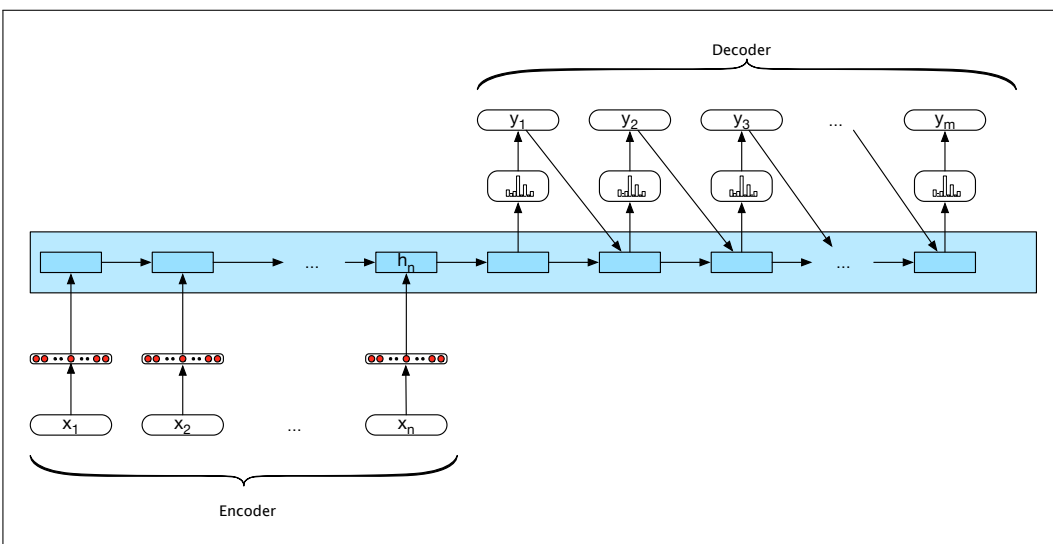 Decoder
y1 y2 y3 ... ym
... hn ...
x1 x2 ... xn
Encoder